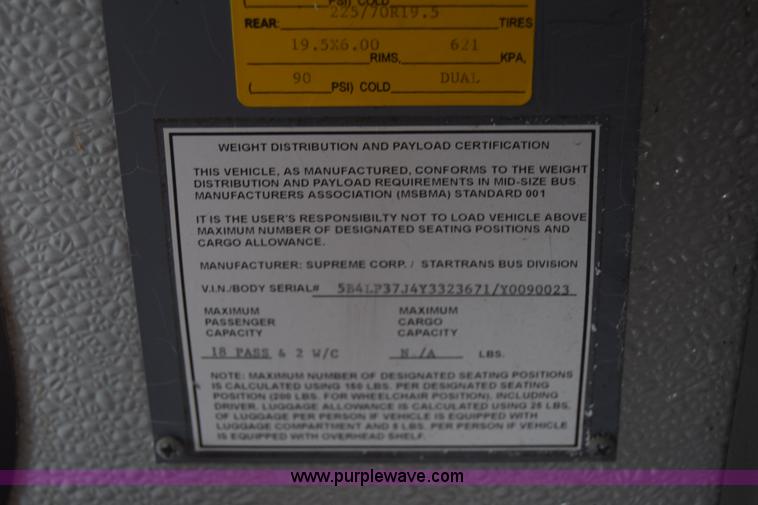 PSI) COLD
REAR: 225/70R19.5 TIRES
19.5X6.00 RIMS, 621 KPA,
( 90 PSI) COLD DUAL
WEIGHT DISTRIBUTION AND PAYLOAD CERTIFICATION
THIS VEHICLE, AS MANUFACTURED, CONFORMS TO THE WEIGHT
DISTRIBUTION AND PAYLOAD REQUIREMENTS IN MID-SIZE BUS
MANUFACTURERS ASSOCIATION (MSBMA) STANDARD 001
IT IS THE USER'S RESPONSIBILTY NOT TO LOAD VEHICLE ABOVE
MAXIMUM NUMBER OF DESIGNATED SEATING POSITIONS AND
CARGO ALLOWANCE.
MANUFACTURER: SUPREME CORP. / STARTRANS BUS DIVISION
V.I.N./BODY SERIAL# 5B4LP37J4Y3323671/Y0090023
MAXIMUM MAXIMUM
PASSENGER CARGO
CAPACITY CAPACITY
18 PASS & 2 W/C N./A LBS.
NOTE: MAXIMUM NUMBER OF DESIGNATED SEATING POSITIONS
IS CALCULATED USING 150 LBS. PER DESIGNATED SEATING
POSITION (200 LBS. FOR WHEELCHAIR POSITION), INCLUDING
DRIVER. LUGGAGE ALLOWANCE IS CALCULATED USING 25 LBS.
OF LUGGAGE PER PERSON IF VEHICLE IS EQUIPPED WITH
LUGGAGE COMPARTMENT AND 5 LBS. PER PERSON IF VEHICLE
IS EQUIPPED WITH OVERHEAD SHELF.
www.purplewave.com